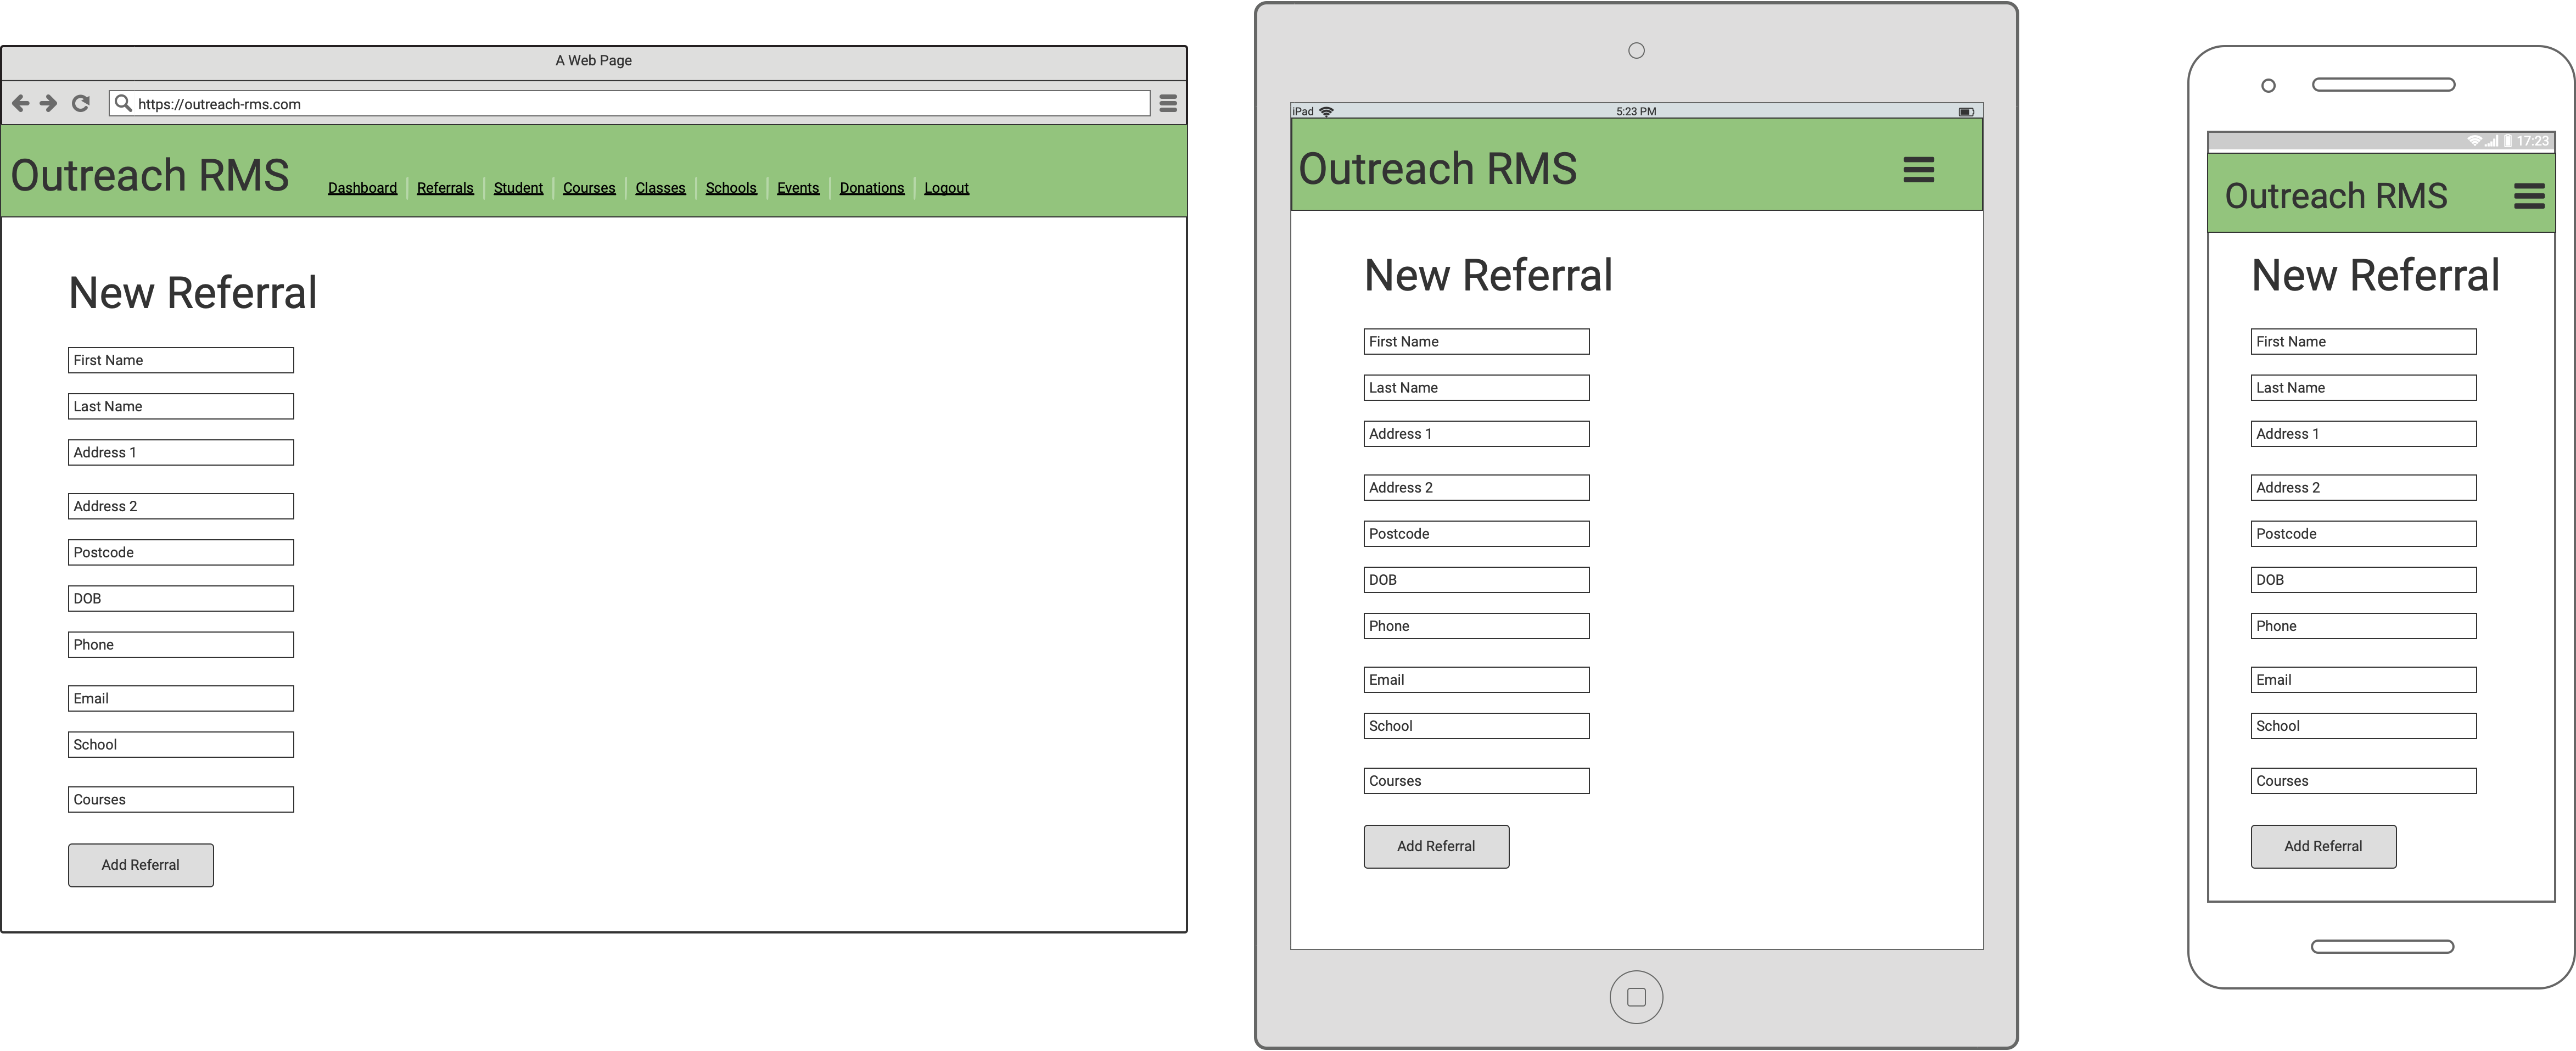 A Web Page
https://outreach-rms.com
Outreach RMS
Dashboard Referrals Student Courses Classes Schools Events Donations Logout
New Referral
First Name
Last Name
Address 1
Address 2
Postcode
DOB
Phone
Email
School
Courses
Add Referral
iPad 5:23 PM
Outreach RMS
New Referral
First Name
Last Name
Address 1
Address 2
Postcode
DOB
Phone
Email
School
Courses
Add Referral
17:23
Outreach RMS
New Referral
First Name
Last Name
Address 1
Address 2
Postcode
DOB
Phone
Email
School
Courses
Add Referral